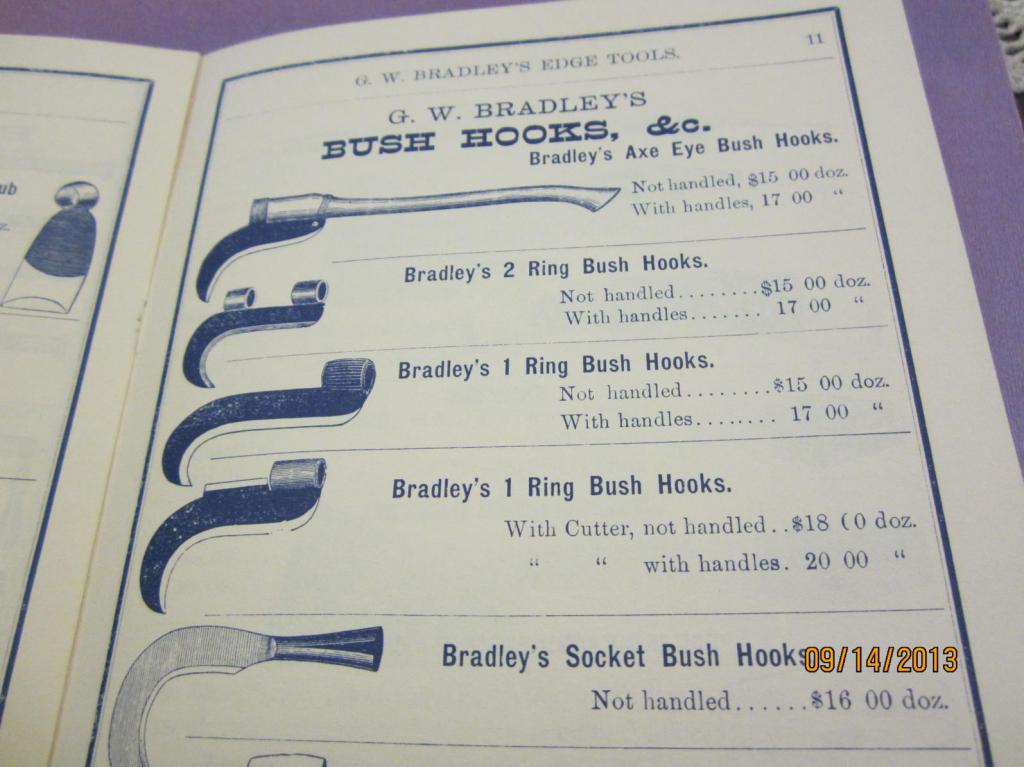 G. W. BRADLEY'S EDGE TOOLS.
11
G. W. BRADLEY'S
BUSH HOOKS, &c.
Bradley's Axe Eye Bush Hooks.
Not handled, $15 00 doz.
With handles, 17 00 "
Bradley's 2 Ring Bush Hooks.
Not handled........$15 00 doz.
With handles....... 17 00 "
Bradley's 1 Ring Bush Hooks.
Not handled........$15 00 doz.
With handles........ 17 00 "
Bradley's 1 Ring Bush Hooks.
With Cutter, not handled..$18 00 doz.
" " with handles. 20 00 "
Bradley's Socket Bush Hooks
Not handled......$16 00 doz.
09/14/2013